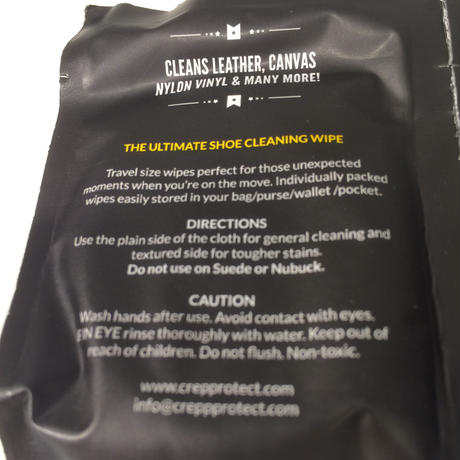 CLEANS LEATHER, CANVAS
NYLON VINYL & MANY MORE!
THE ULTIMATE SHOE CLEANING WIPE
Travel size wipes perfect for those unexpected
moments when you're on the move. Individually packed
wipes easily stored in your bag/purse/wallet /pocket.
DIRECTIONS
Use the plain side of the cloth for general cleaning and
textured side for tougher stains.
Do not use on Suede or Nubuck.
CAUTION
Wash hands after use. Avoid contact with eyes.
IN EYE rinse thoroughly with water. Keep out of
reach of children. Do not flush. Non-toxic.
www.crepprotect.com
info@creppprotect.com